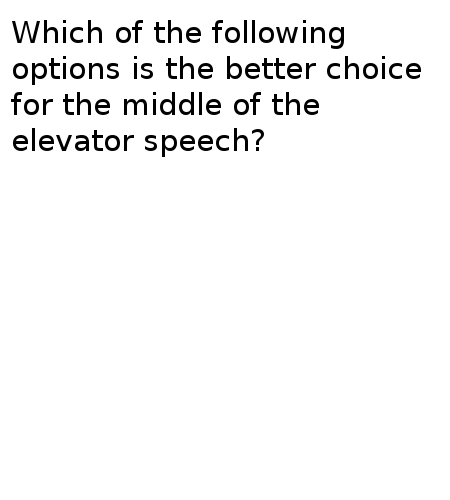 Which of the following
options is the better choice
for the middle of the
elevator speech?